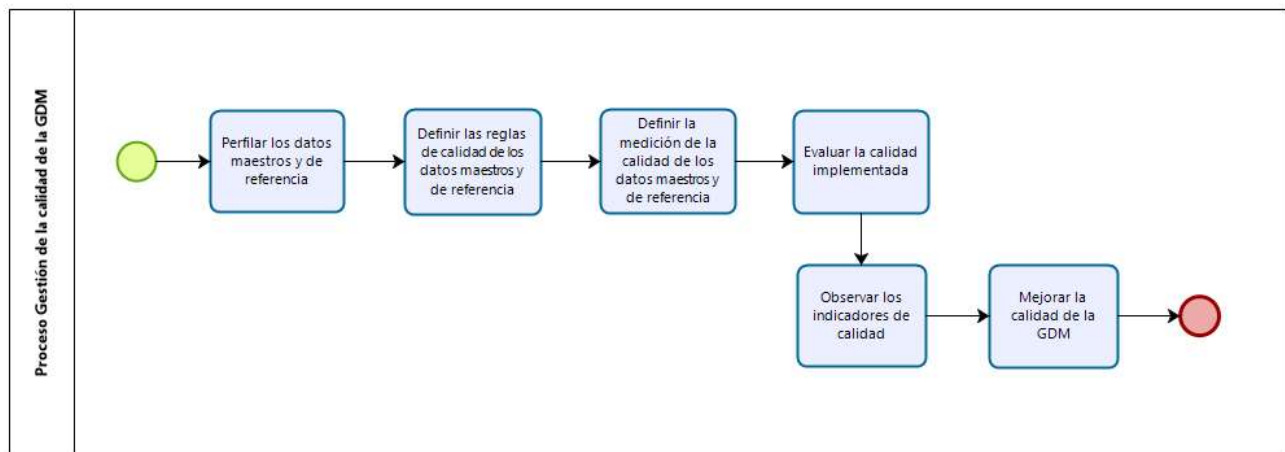 Proceso Gestión de la calidad de la GDM
Perfilar los datos
maestros y de
referencia
Definir las reglas
de calidad de los
datos maestros y
de referencia
Definir la
medición de la
calidad de los
datos maestros y
de referencia
Evaluar la calidad
implementada
Observar los
indicadores de
calidad
Mejorar la
calidad de la
GDM